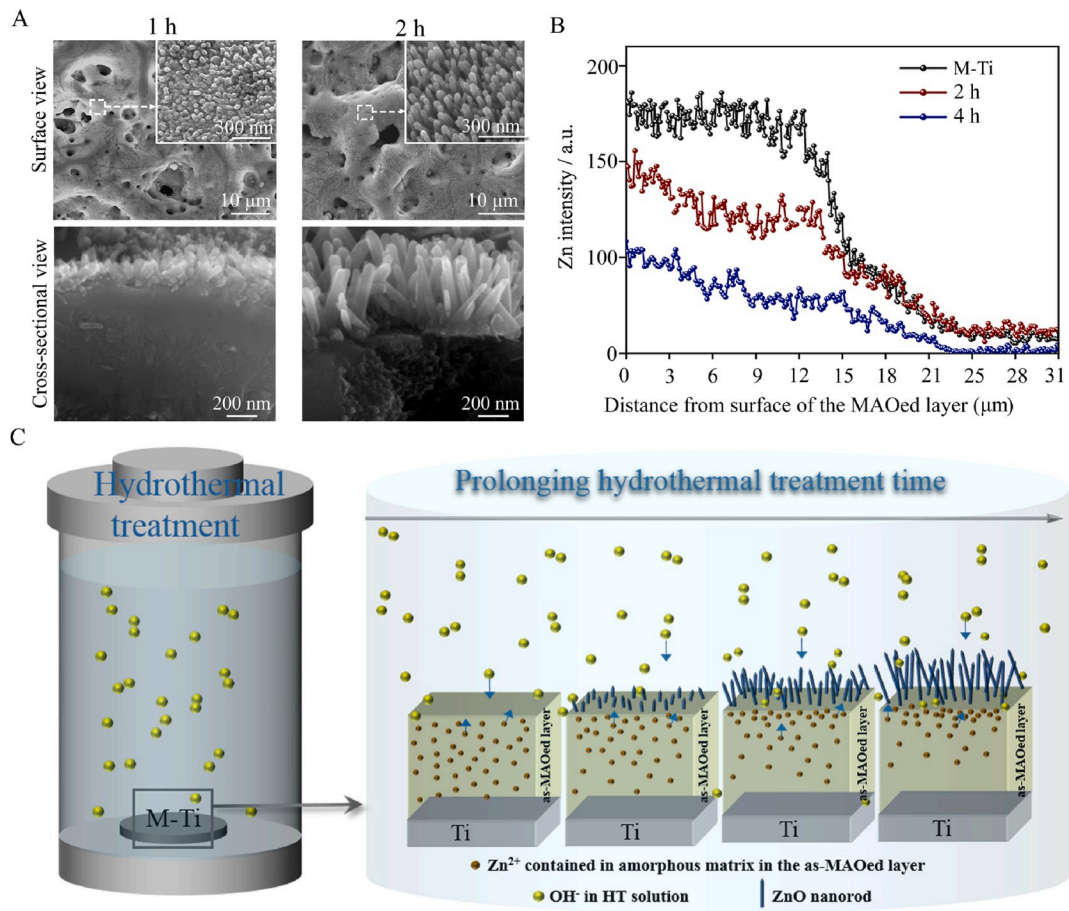 A
1 h
2 h
Surface view
300 nm
10 μm
300 nm
10 μm
Cross-sectional view
200 nm
200 nm
B
Zn intensity / a.u.
200
150
100
0
M-Ti
2 h
4 h
0 3 6 9 12 15 18 21 27 31
Distance from surface of the MAOed layer (μm)
C
Hydrothermal
treatment
M-Ti
Prolonging hydrothermal treatment time
as-MAOed layer
Ti
as-MAOed layer
Ti
as-MAOed layer
Ti
as-MAOed layer
Ti
Zn²⁺ contained in amorphous matrix in the as-MAOed layer
OH⁻ in HT solution
ZnO nanorod